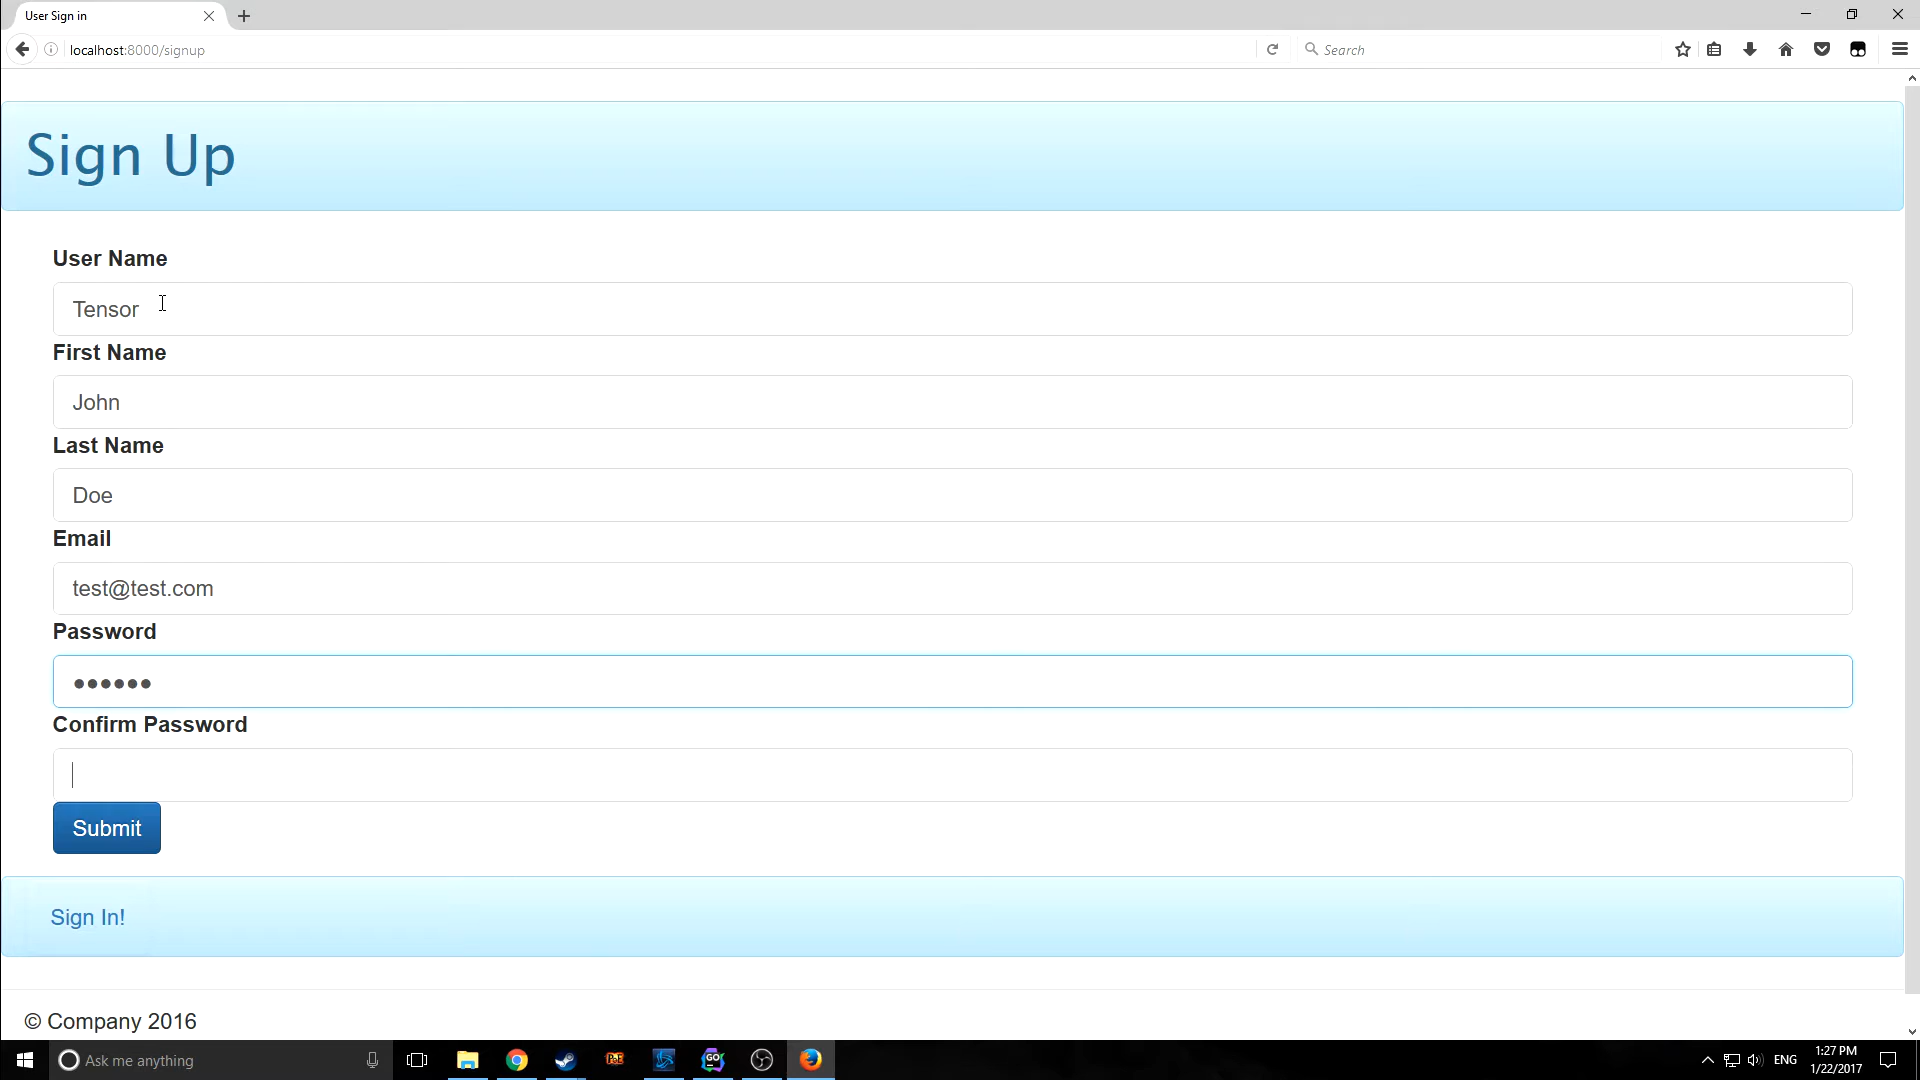 User Sign in
localhost:8000/signup
Search
Sign Up
User Name
Tensor
First Name
John
Last Name
Doe
Email
test@test.com
Password
●●●●●●
Confirm Password
Submit
Sign In!
© Company 2016
Ask me anything
PoE
GO
ENG
1:27 PM
1/22/2017